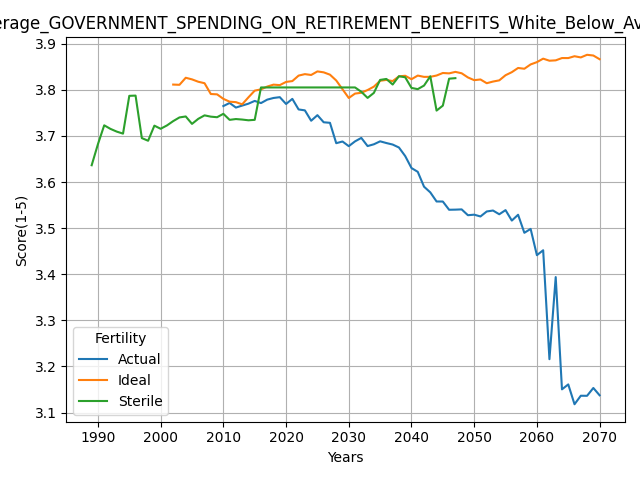 erage_GOVERNMENT_SPENDING_ON_RETIREMENT_BENEFITS_White_Below_Av
3.9
3.8
3.7
3.6
3.5
3.4
3.3
3.2
3.1
Score(1-5)
Fertility
Actual
Ideal
Sterile
1990 2000 2010 2020 2030 2040 2050 2060 2070
Years